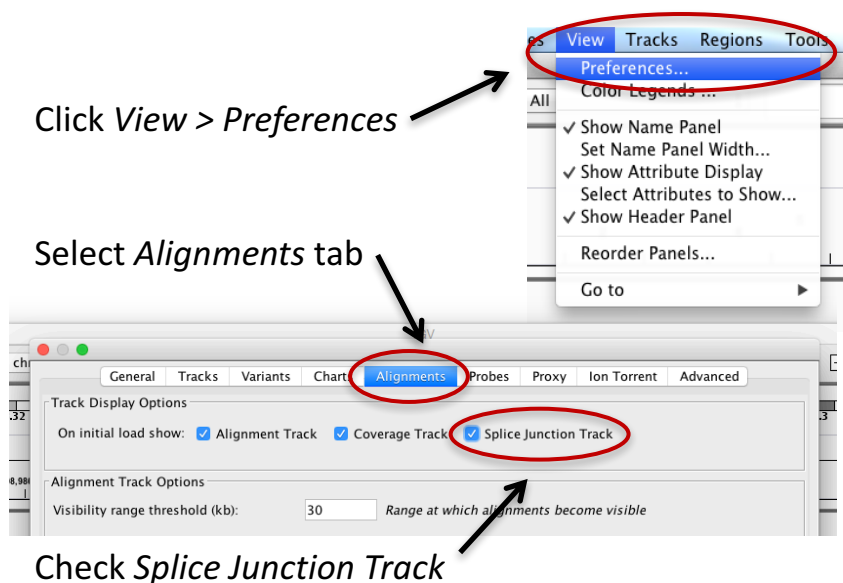 es View Tracks Regions Tools
Preferences...
All
Color Legends ...
Click View > Preferences
✓ Show Name Panel
Set Name Panel Width...
✓ Show Attribute Display
Select Attributes to Show...
✓ Show Header Panel
Reorder Panels...
Go to ▶
Select Alignments tab
chr
General Tracks Variants Charts Alignments Probes Proxy Ion Torrent Advanced
Track Display Options
.32
.3
On initial load show: Alignment Track Coverage Track Splice Junction Track
Alignment Track Options
Visibility range threshold (kb): 30 Range at which alignments become visible
Check Splice Junction Track